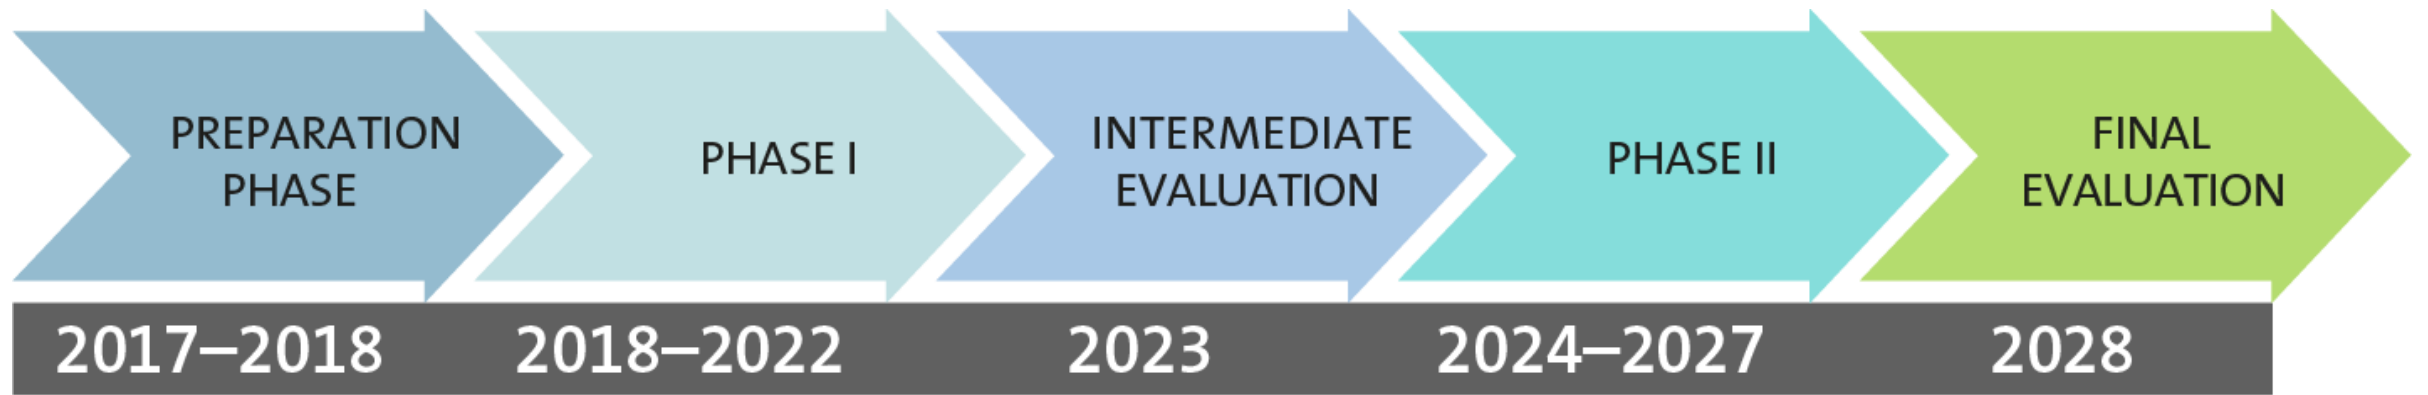 PREPARATION
PHASE
PHASE I
INTERMEDIATE
EVALUATION
PHASE II
FINAL
EVALUATION
2017–2018
2018–2022
2023
2024–2027
2028